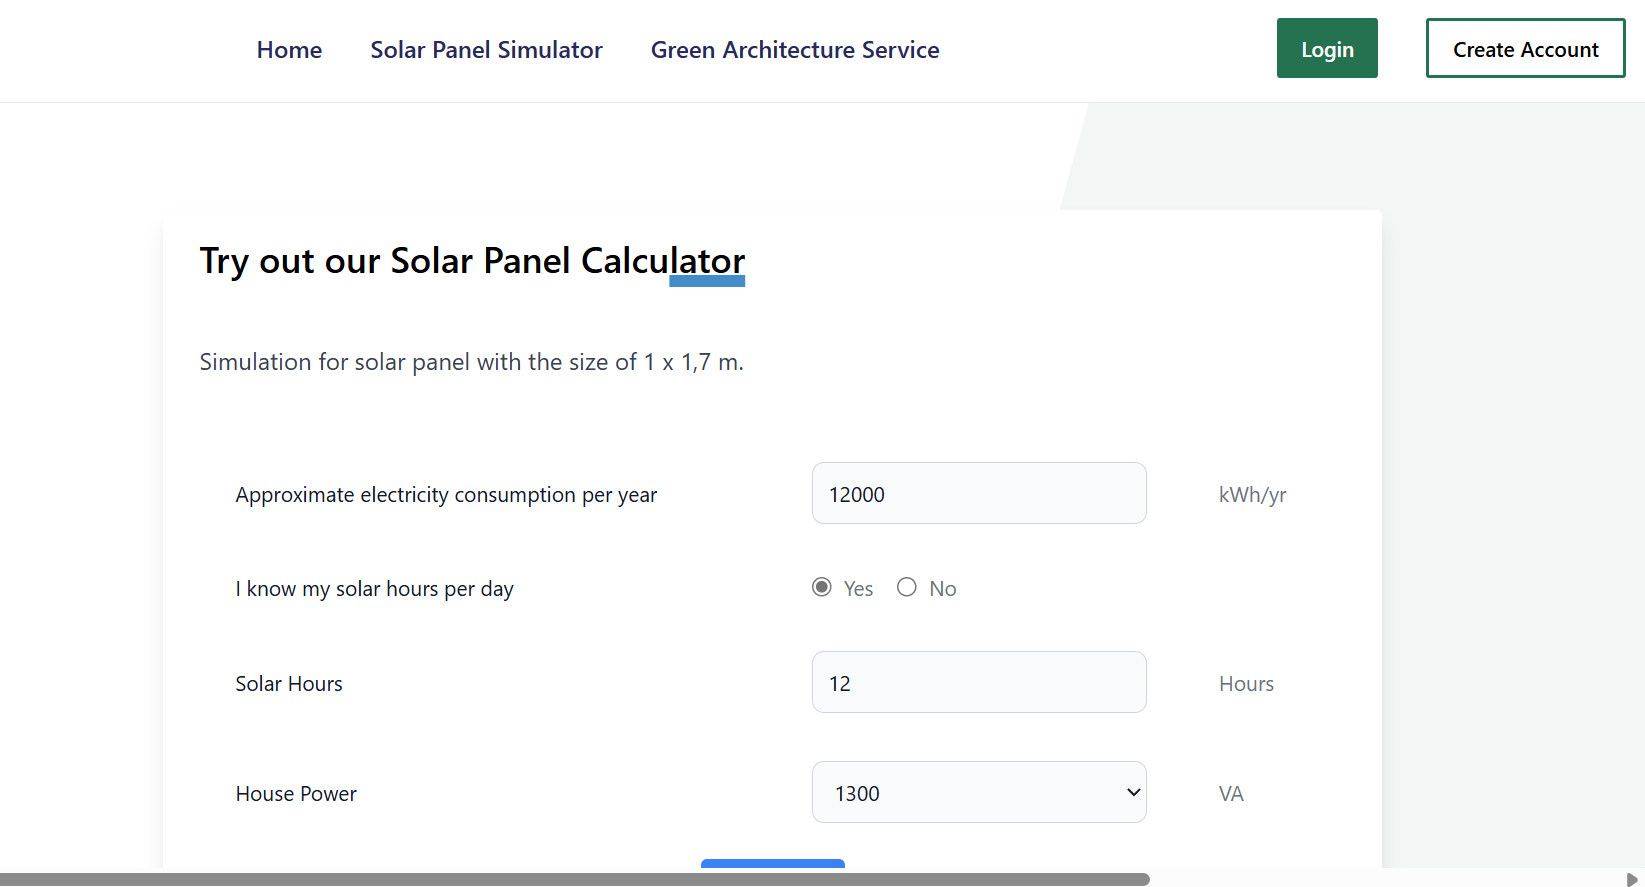 Home Solar Panel Simulator Green Architecture Service Login Create Account
Try out our Solar Panel Calculator
Simulation for solar panel with the size of 1 x 1,7 m.
Approximate electricity consumption per year 12000 kWh/yr
I know my solar hours per day Yes No
Solar Hours 12 Hours
House Power 1300 VA